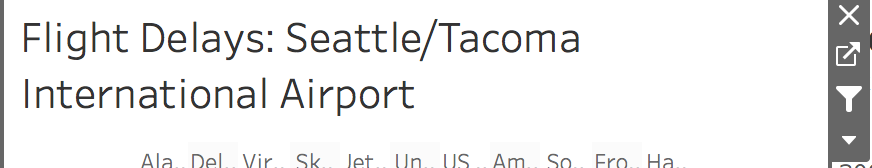 Flight Delays: Seattle/Tacoma
International Airport
Ala.. Del.. Vir.. Sk.. Jet.. Un.. US .. Am.. So.. Fro.. Ha..